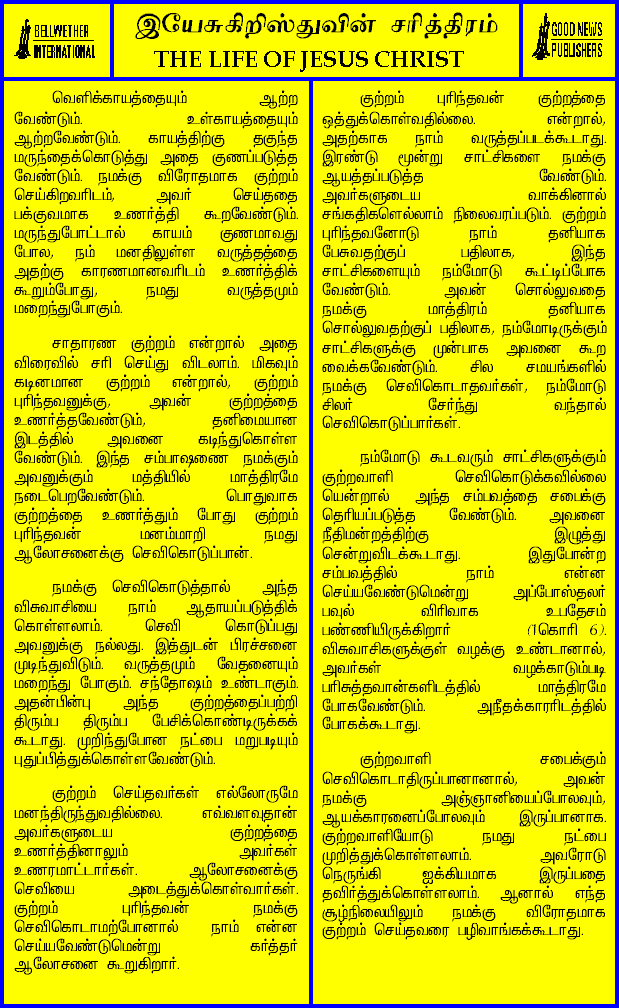 BELLWETHER
INTERNATIONAL
இயேசுகிறிஸ்துவின் சரித்திரம்
THE LIFE OF JESUS CHRIST
GOOD NEWS
PUBLISHERS
வெளிக்காயத்தையும் ஆற்ற
வேண்டும். உள்காயத்தையும்
ஆற்றவேண்டும். காயத்திற்கு தகுந்த
மருந்தைக்கொடுத்து அதை குணப்படுத்த
வேண்டும். நமக்கு விரோதமாக குற்றம்
செய்கிறவரிடம், அவர் செய்ததை
பக்குவமாக உணர்த்தி கூறவேண்டும்.
மருந்துபோட்டால் காயம் குணமாவது
போல, நம் மனதிலுள்ள வருத்தத்தை
அதற்கு காரணமானவரிடம் உணர்த்திக்
கூறும்போது, நமது வருத்தமும்
மறைந்துபோகும்.
சாதாரண குற்றம் என்றால் அதை
விரைவில் சரி செய்து விடலாம். மிகவும்
கடினமான குற்றம் என்றால், குற்றம்
புரிந்தவனுக்கு, அவன் குற்றத்தை
உணர்த்தவேண்டும், தனிமையான
இடத்தில் அவனை கடிந்துகொள்ள
வேண்டும். இந்த சம்பாஷணை நமக்கும்
அவனுக்கும் மத்தியில் மாத்திரமே
நடைபெறவேண்டும். பொதுவாக
குற்றத்தை உணர்த்தும் போது குற்றம்
புரிந்தவன் மனம்மாறி நமது
ஆலோசனைக்கு செவிகொடுப்பான்.
நமக்கு செவிகொடுத்தால் அந்த
விசுவாசியை நாம் ஆதாயப்படுத்திக்
கொள்ளலாம். செவி கொடுப்பது
அவனுக்கு நல்லது. இத்துடன் பிரச்சனை
முடிந்துவிடும். வருத்தமும் வேதனையும்
மறைந்து போகும். சந்தோஷம் உண்டாகும்.
அதன்பின்பு அந்த குற்றத்தைப்பற்றி
திரும்ப திரும்ப பேசிக்கொண்டிருக்கக்
கூடாது. முறிந்துபோன நட்பை மறுபடியும்
புதுப்பித்துக்கொள்ளவேண்டும்.
குற்றம் செய்தவர்கள் எல்லோருமே
மனந்திருந்துவதில்லை. எவ்வளவுதான்
அவர்களுடைய குற்றத்தை
உணர்த்தினாலும் அவர்கள்
உணரமாட்டார்கள். ஆலோசனைக்கு
செவியை அடைத்துக்கொள்வார்கள்.
குற்றம் புரிந்தவன் நமக்கு
செவிகொடாமற்போனால் நாம் என்ன
செய்யவேண்டுமென்று கர்த்தர்
ஆலோசனை கூறுகிறார்.
குற்றம் புரிந்தவன் குற்றத்தை
ஒத்துக்கொள்வதில்லை. என்றால்,
அதற்காக நாம் வருத்தப்படக்கூடாது.
இரண்டு மூன்று சாட்சிகளை நமக்கு
ஆயத்தப்படுத்த வேண்டும்.
அவர்களுடைய வாக்கினால்
சங்கதிகளெல்லாம் நிலைவரப்படும். குற்றம்
புரிந்தவனோடு நாம் தனியாக
பேசுவதற்குப் பதிலாக, இந்த
சாட்சிகளையும் நம்மோடு கூட்டிப்போக
வேண்டும். அவன் சொல்லுவதை
நமக்கு மாத்திரம் தனியாக
சொல்லுவதற்குப் பதிலாக, நம்மோடிருக்கும்
சாட்சிகளுக்கு முன்பாக அவனை கூற
வைக்கவேண்டும். சில சமயங்களில்
நமக்கு செவிகொடாதவர்கள், நம்மோடு
சிலர் சேர்ந்து வந்தால்
செவிகொடுப்பார்கள்.
நம்மோடு கூடவரும் சாட்சிகளுக்கும்
குற்றவாளி செவிகொடுக்கவில்லை
யென்றால் அந்த சம்பவத்தை சபைக்கு
தெரியப்படுத்த வேண்டும். அவனை
நீதிமன்றத்திற்கு இழுத்து
சென்றுவிடக்கூடாது. இதுபோன்ற
சம்பவத்தில் நாம் என்ன
செய்யவேண்டுமென்று அப்போஸ்தலர்
பவுல் விரிவாக உபதேசம்
பண்ணியிருக்கிறார் (1கொரி 6).
விசுவாசிகளுக்குள் வழக்கு உண்டானால்,
அவர்கள் வழக்காடும்படி
பரிசுத்தவான்களிடத்தில் மாத்திரமே
போகவேண்டும். அநீதக்காரரிடத்தில்
போகக்கூடாது.
குற்றவாளி சபைக்கும்
செவிகொடாதிருப்பானானால், அவன்
நமக்கு அஞ்ஞானியைப்போலவும்,
ஆயக்காரனைப்போலவும் இருப்பானாக.
குற்றவாளியோடு நமது நட்பை
முறித்துக்கொள்ளலாம். அவரோடு
நெருங்கி ஐக்கியமாக இருப்பதை
தவிர்த்துக்கொள்ளலாம். ஆனால் எந்த
சூழ்நிலையிலும் நமக்கு விரோதமாக
குற்றம் செய்தவரை பழிவாங்கக்கூடாது.